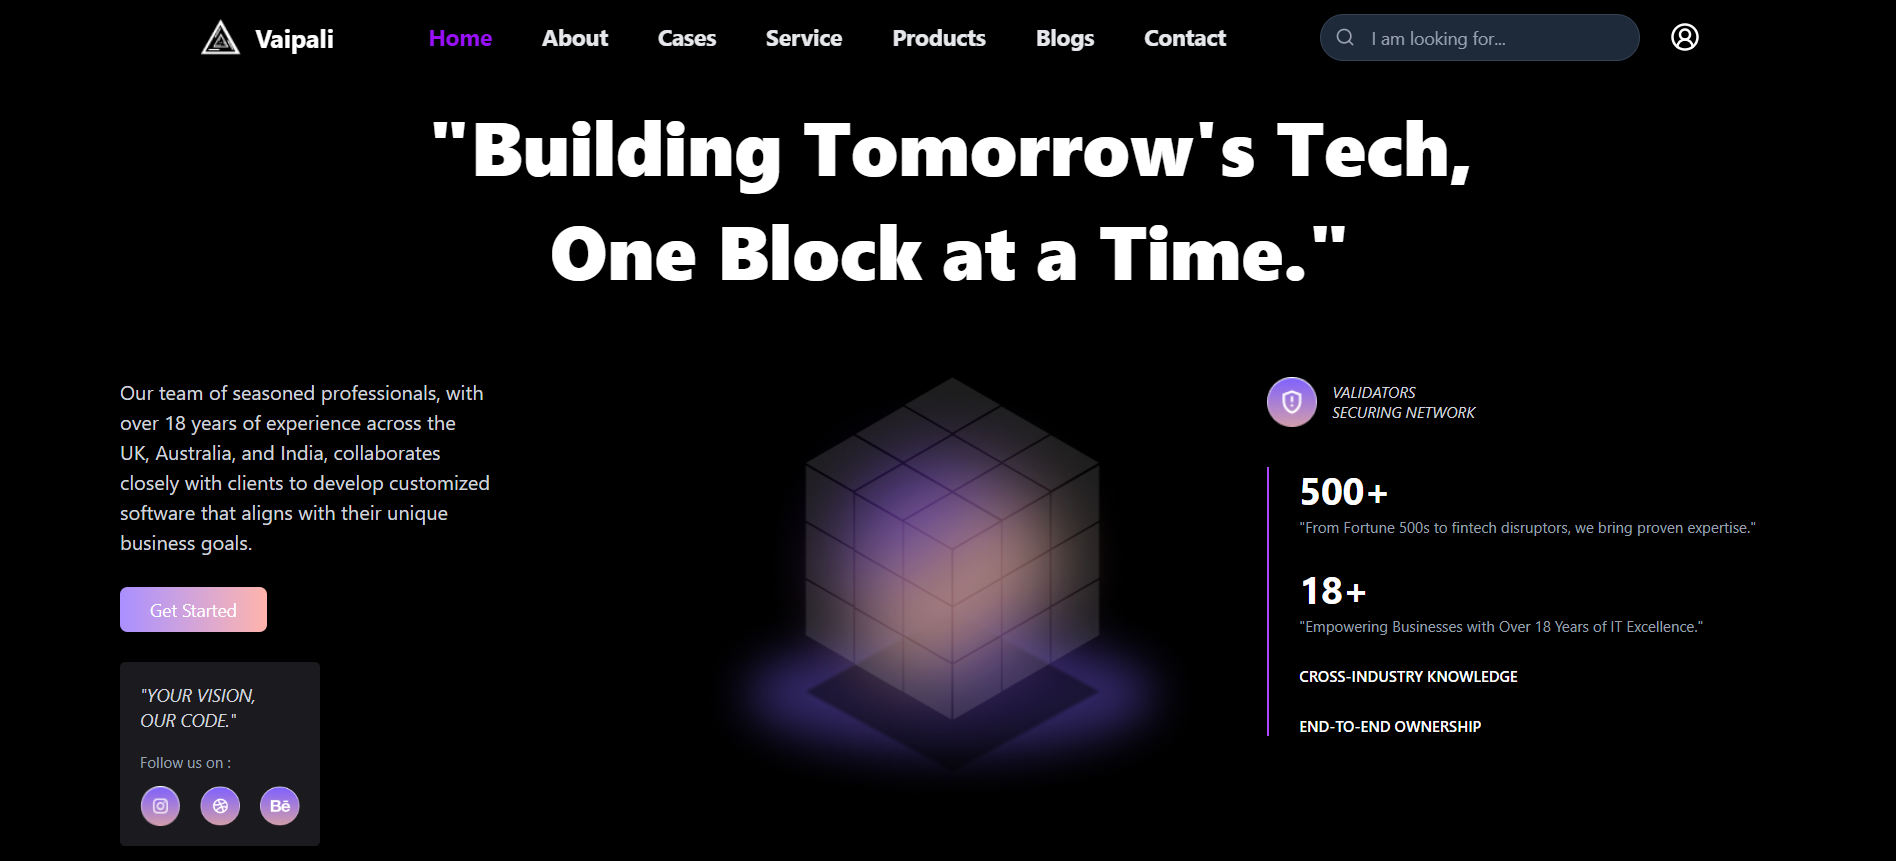 Vaipali
Home About Cases Service Products Blogs Contact
I am looking for...
"Building Tomorrow's Tech,
One Block at a Time."
Our team of seasoned professionals, with
over 18 years of experience across the
UK, Australia, and India, collaborates
closely with clients to develop customized
software that aligns with their unique
business goals.
Get Started
"YOUR VISION,
OUR CODE."
Follow us on :
Bē
VALIDATORS
SECURING NETWORK
500+
"From Fortune 500s to fintech disruptors, we bring proven expertise."
18+
"Empowering Businesses with Over 18 Years of IT Excellence."
CROSS-INDUSTRY KNOWLEDGE
END-TO-END OWNERSHIP